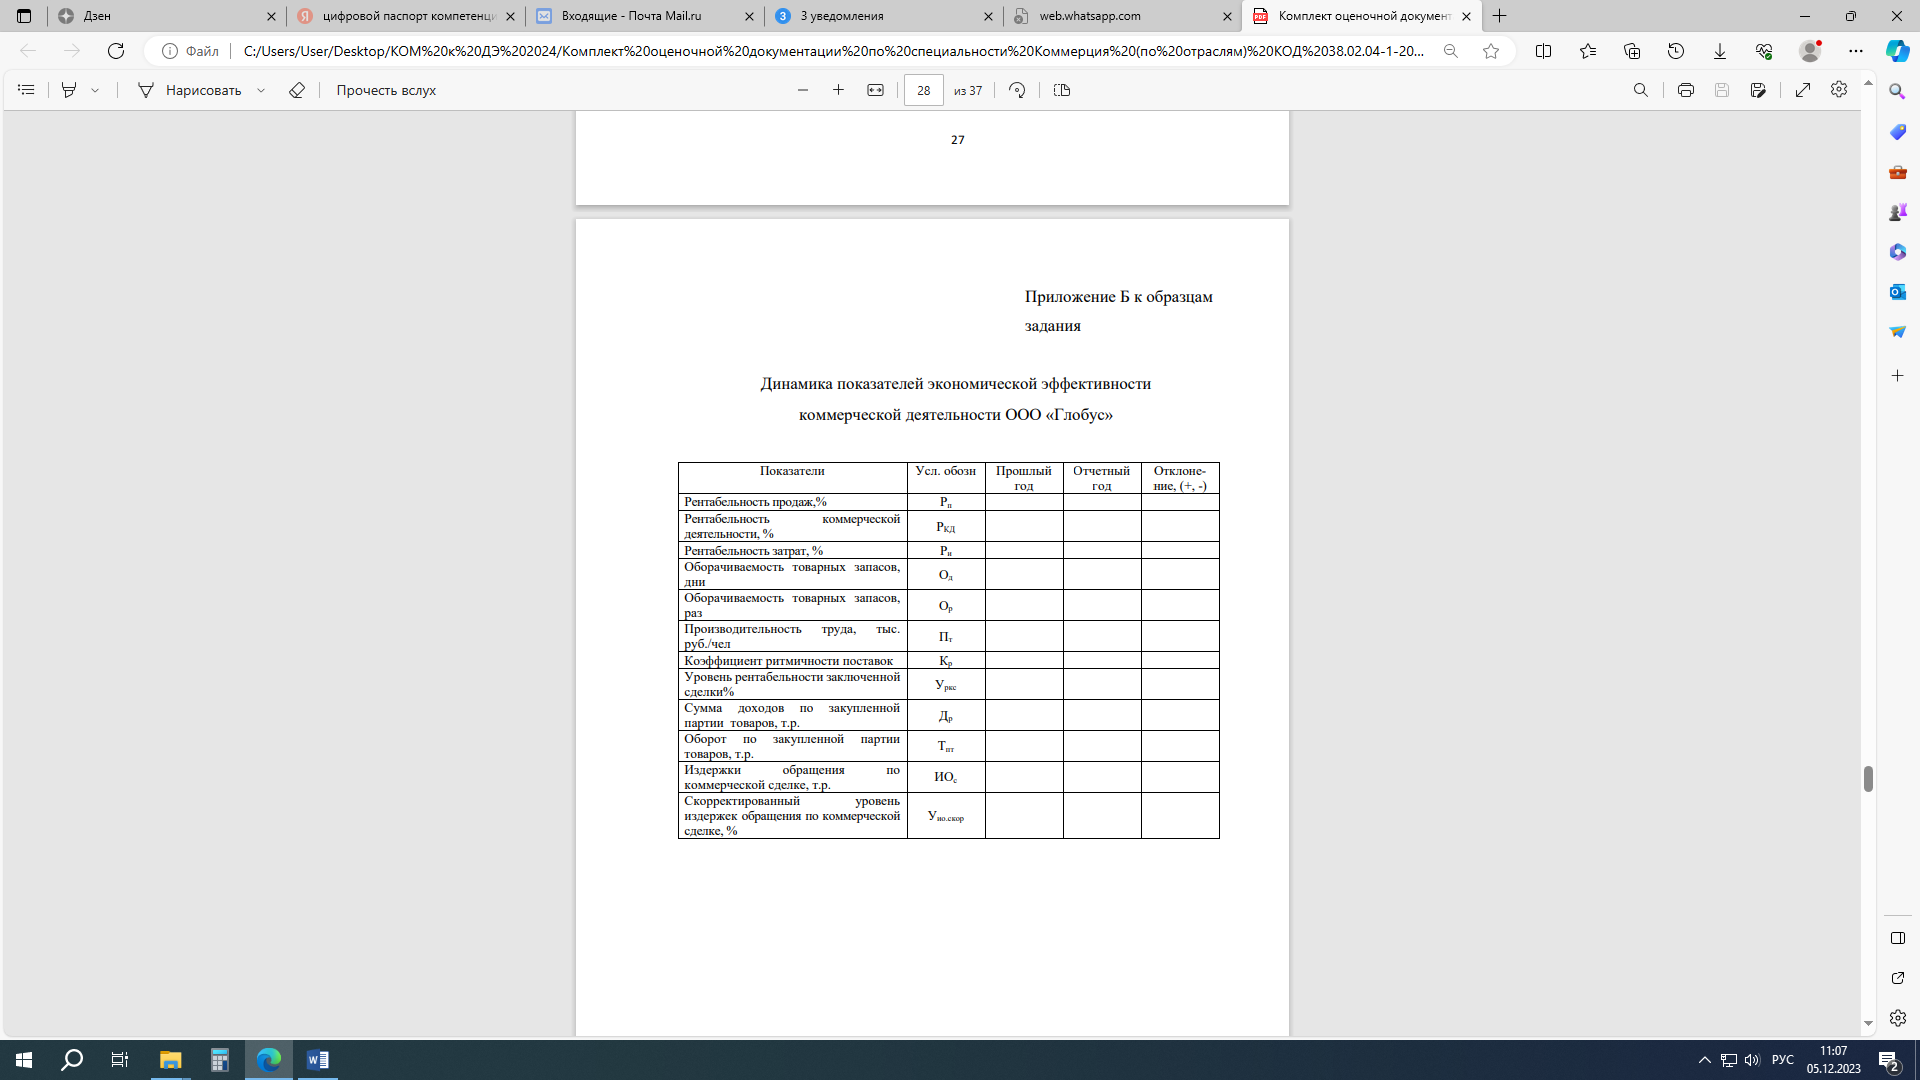 Дзен
цифровой паспорт компетенци
Входящие - Почта Mail.ru
3 уведомления
web.whatsapp.com
Комплект оценочной документ
Файл
C:/Users/User/Desktop/КОМ%20к%20ДЭ%202024/Комплект%20оценочной%20документации%20по%20специальности%20Коммерция%20(по%20отраслям)%20КОД%2038.02.04-1-20...
Нарисовать
Прочесть вслух
28 из 37
27
Приложение Б к образцам
задания
Динамика показателей экономической эффективности
коммерческой деятельности ООО «Глобус»
Показатели Усл. обозн Прошлый год Отчетный год Отклоне-ние, (+, -)
Рентабельность продаж,% Рп
Рентабельность коммерческой
деятельности, % РКД
Рентабельность затрат, % Ри
Оборачиваемость товарных запасов,
дни Од
Оборачиваемость товарных запасов,
раз Ор
Производительность труда, тыс.
руб./чел Пт
Коэффициент ритмичности поставок Кр
Уровень рентабельности заключенной
сделки% Уркс
Сумма доходов по закупленной
партии товаров, т.р. Др
Оборот по закупленной партии
товаров, т.р. Тпт
Издержки обращения по
коммерческой сделке, т.р. ИОс
Скорректированный уровень
издержек обращения по коммерческой
сделке, % Уио.скор
РУС
11:07
05.12.2023
2